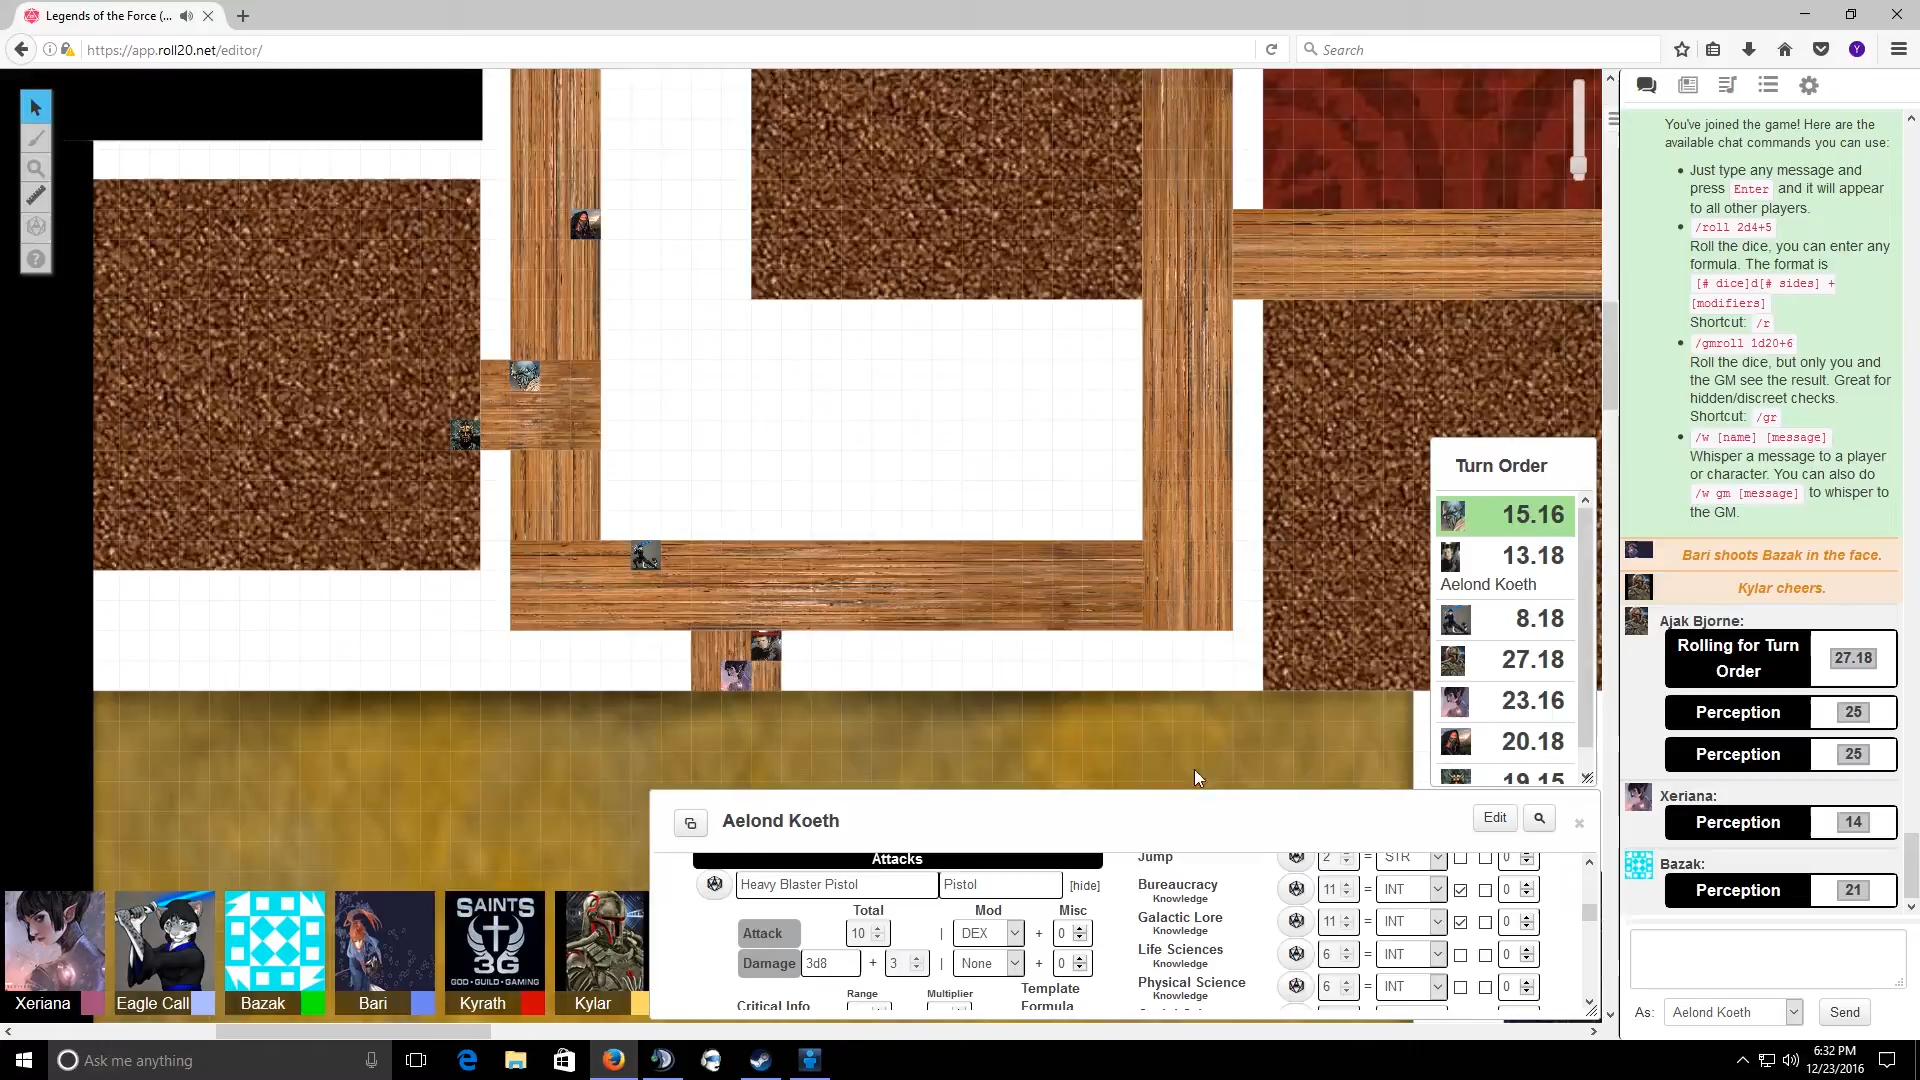 Legends of the Force (...
https://app.roll20.net/editor/
Search
You've joined the game! Here are the
available chat commands you can use:
Just type any message and
press Enter and it will appear
to all other players.
/roll 2d4+5
Roll the dice, you can enter any
formula. The format is
[# dice]d[# sides] +
[modifiers]
Shortcut: /r
/gmroll 1d20+6
Roll the dice, but only you and
the GM see the result. Great for
hidden/discreet checks.
Shortcut: /gr
/w [name] [message]
Whisper a message to a player
or character. You can also do
/w gm [message] to whisper to
the GM.
Bari shoots Bazak in the face.
Kylar cheers.
Ajak Bjorne:
Rolling for Turn
Order
27.18
Perception 25
Perception 25
Xeriana:
Perception 14
Bazak:
Perception 21
As: Aelond Koeth Send
Turn Order
15.16
13.18
Aelond Koeth
8.18
27.18
23.16
20.18
19.15
Aelond Koeth
Edit
Attacks
Heavy Blaster Pistol Pistol [hide]
Total Mod Misc
Attack 10 | DEX + 0
Damage 3d8 + 3 | None + 0
Critical Info Range Multiplier Template
Formula
Jump 2 = STR 0
Bureaucracy
Knowledge
11 = INT 0
Galactic Lore
Knowledge
11 = INT 0
Life Sciences
Knowledge
6 = INT 0
Physical Science
Knowledge
6 = INT 0
SAINTS
3G
GOD · GUILD · GAMING
Xeriana
Eagle Call
Bazak
Bari
Kyrath
Kylar
Ask me anything
6:32 PM
12/23/2016